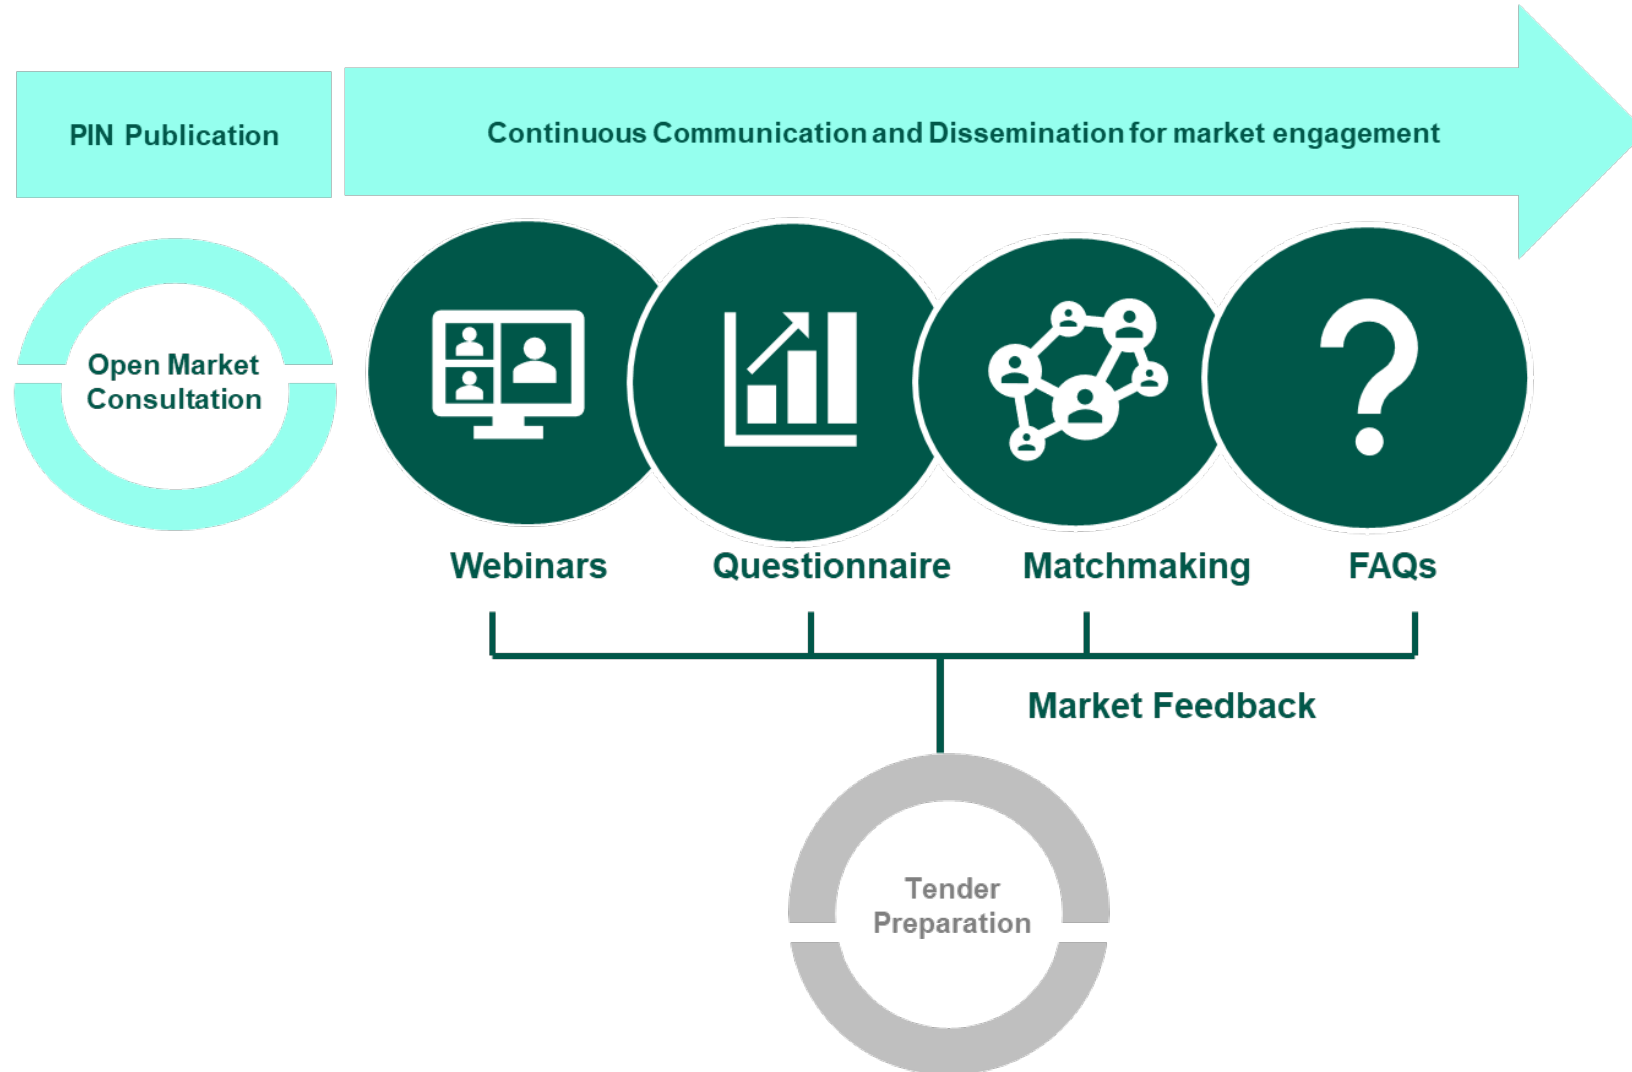 PIN Publication
Continuous Communication and Dissemination for market engagement
Open Market
Consultation
Webinars
Questionnaire
Matchmaking
FAQs
Market Feedback
Tender
Preparation